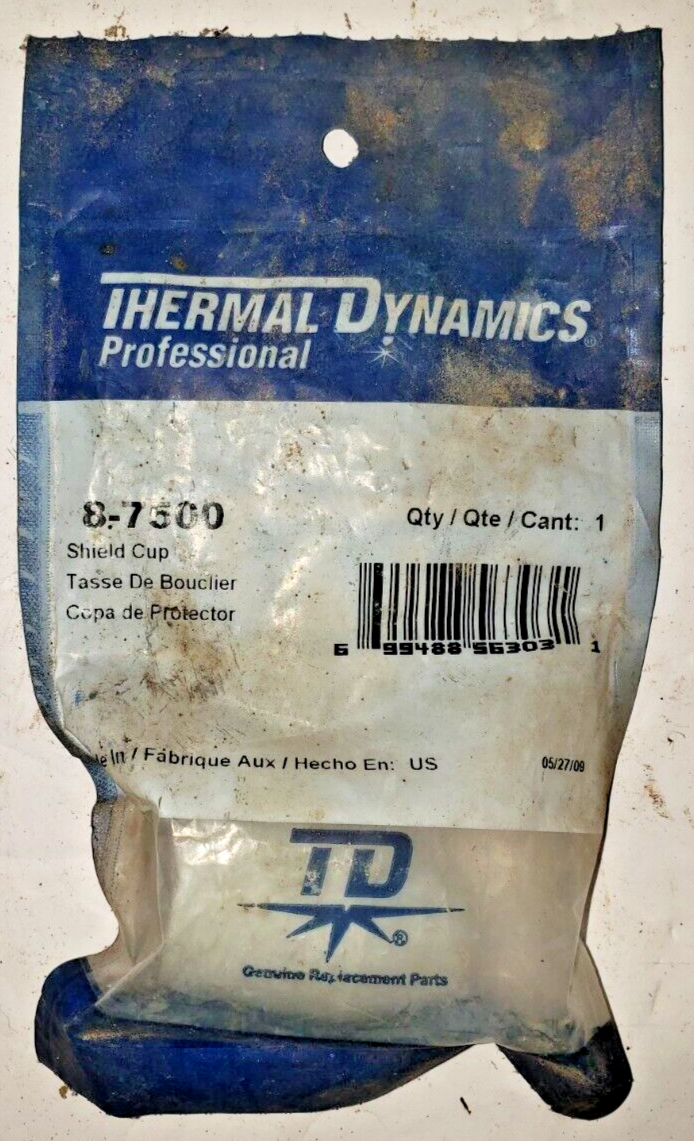 THERMAL DYNAMICS®
Professional
8-7500
Qty / Qte / Cant: 1
Shield Cup
Tasse De Bouclier
Copa de Protector
6 99488 56303 1
In / Fabrique Aux / Hecho En: US
05/27/09
TD
®
Genuine Replacement Parts